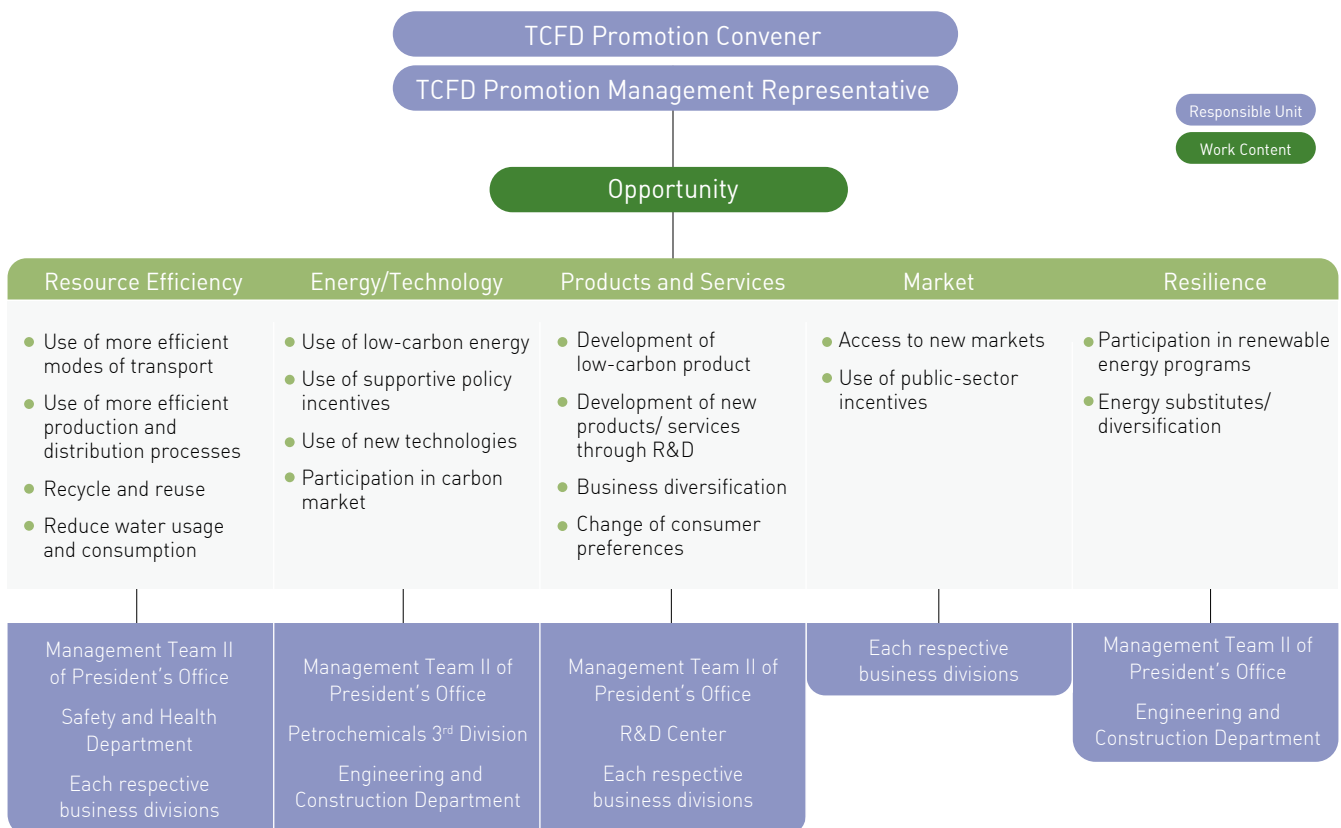 TCFD Promotion Convener
TCFD Promotion Management Representative
Responsible Unit
Work Content
Opportunity
Resource Efficiency
Use of more efficient
modes of transport
Use of more efficient
production and
distribution processes
Recycle and reuse
Reduce water usage
and consumption
Management Team II
of President's Office
Safety and Health
Department
Each respective
business divisions
Energy/Technology
Use of low-carbon energy
Use of supportive policy
incentives
Use of new technologies
Participation in carbon
market
Management Team II of
President's Office
Petrochemicals 3rd Division
Engineering and
Construction Department
Products and Services
Development of
low-carbon product
Development of new
products/ services
through R&D
Business diversification
Change of consumer
preferences
Management Team II of
President's Office
R&D Center
Each respective
business divisions
Market
Access to new markets
Use of public-sector
incentives
Each respective
business divisions
Resilience
Participation in renewable
energy programs
Energy substitutes/
diversification
Management Team II of
President's Office
Engineering and
Construction Department